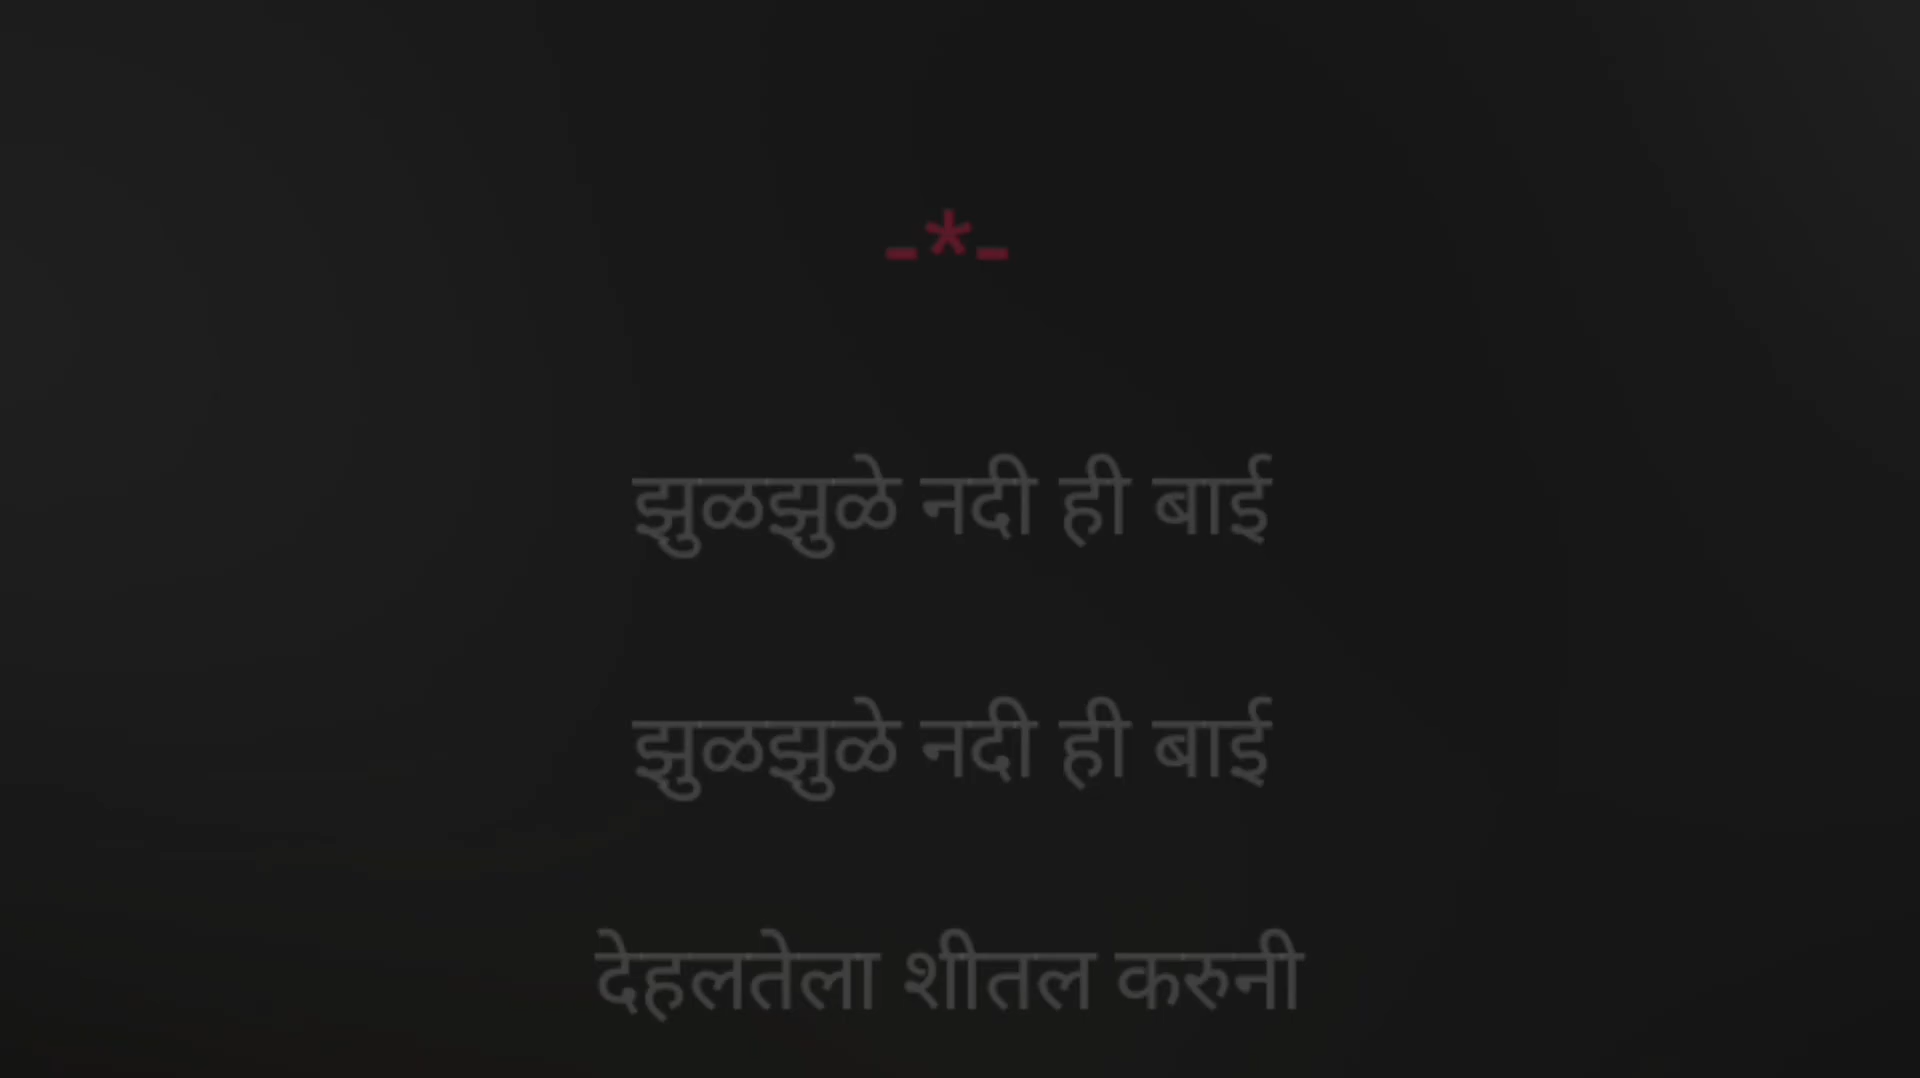 -*-
झुळझुळे नदी ही बाई
झुळझुळे नदी ही बाई
देहलतेला शीतल करुनी